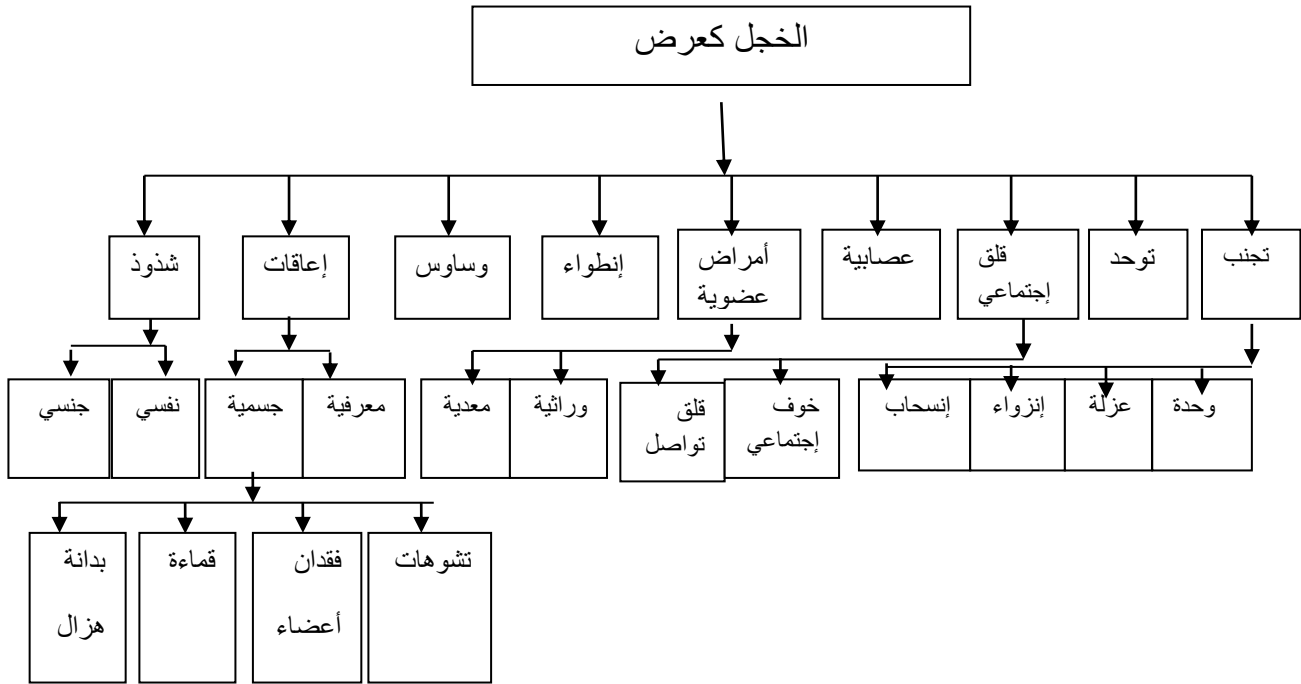 الخجل كعرض
تجنب
توحد
قلق
إجتماعي
عصابية
أمراض
عضوية
إنطواء
وساوس
إعاقات
شذوذ
وحدة
عزلة
إنزواء
إنسحاب
خوف
إجتماعي
قلق
تواصل
وراثية
معدية
معرفية
جسمية
نفسي
جنسي
تشوهات
فقدان
أعضاء
قماءة
بدانة
هزال